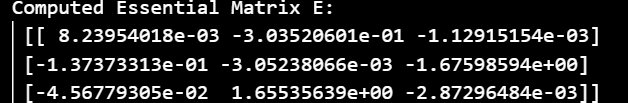 Computed Essential Matrix E:
[[ 8.23954018e-03 -3.03520601e-01 -1.12915154e-03]
[-1.37373313e-01 -3.05238066e-03 -1.67598594e+00]
[-4.56779305e-02 1.65535639e+00 -2.87296484e-03]]